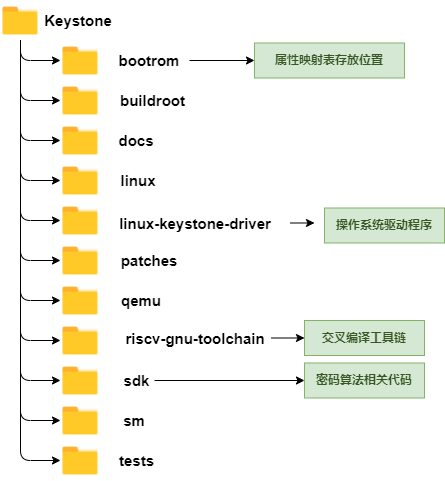 Keystone
bootrom
属性映射表存放位置
buildroot
docs
linux
linux-keystone-driver
操作系统驱动程序
patches
qemu
riscv-gnu-toolchain
交叉编译工具链
sdk
密码算法相关代码
sm
tests